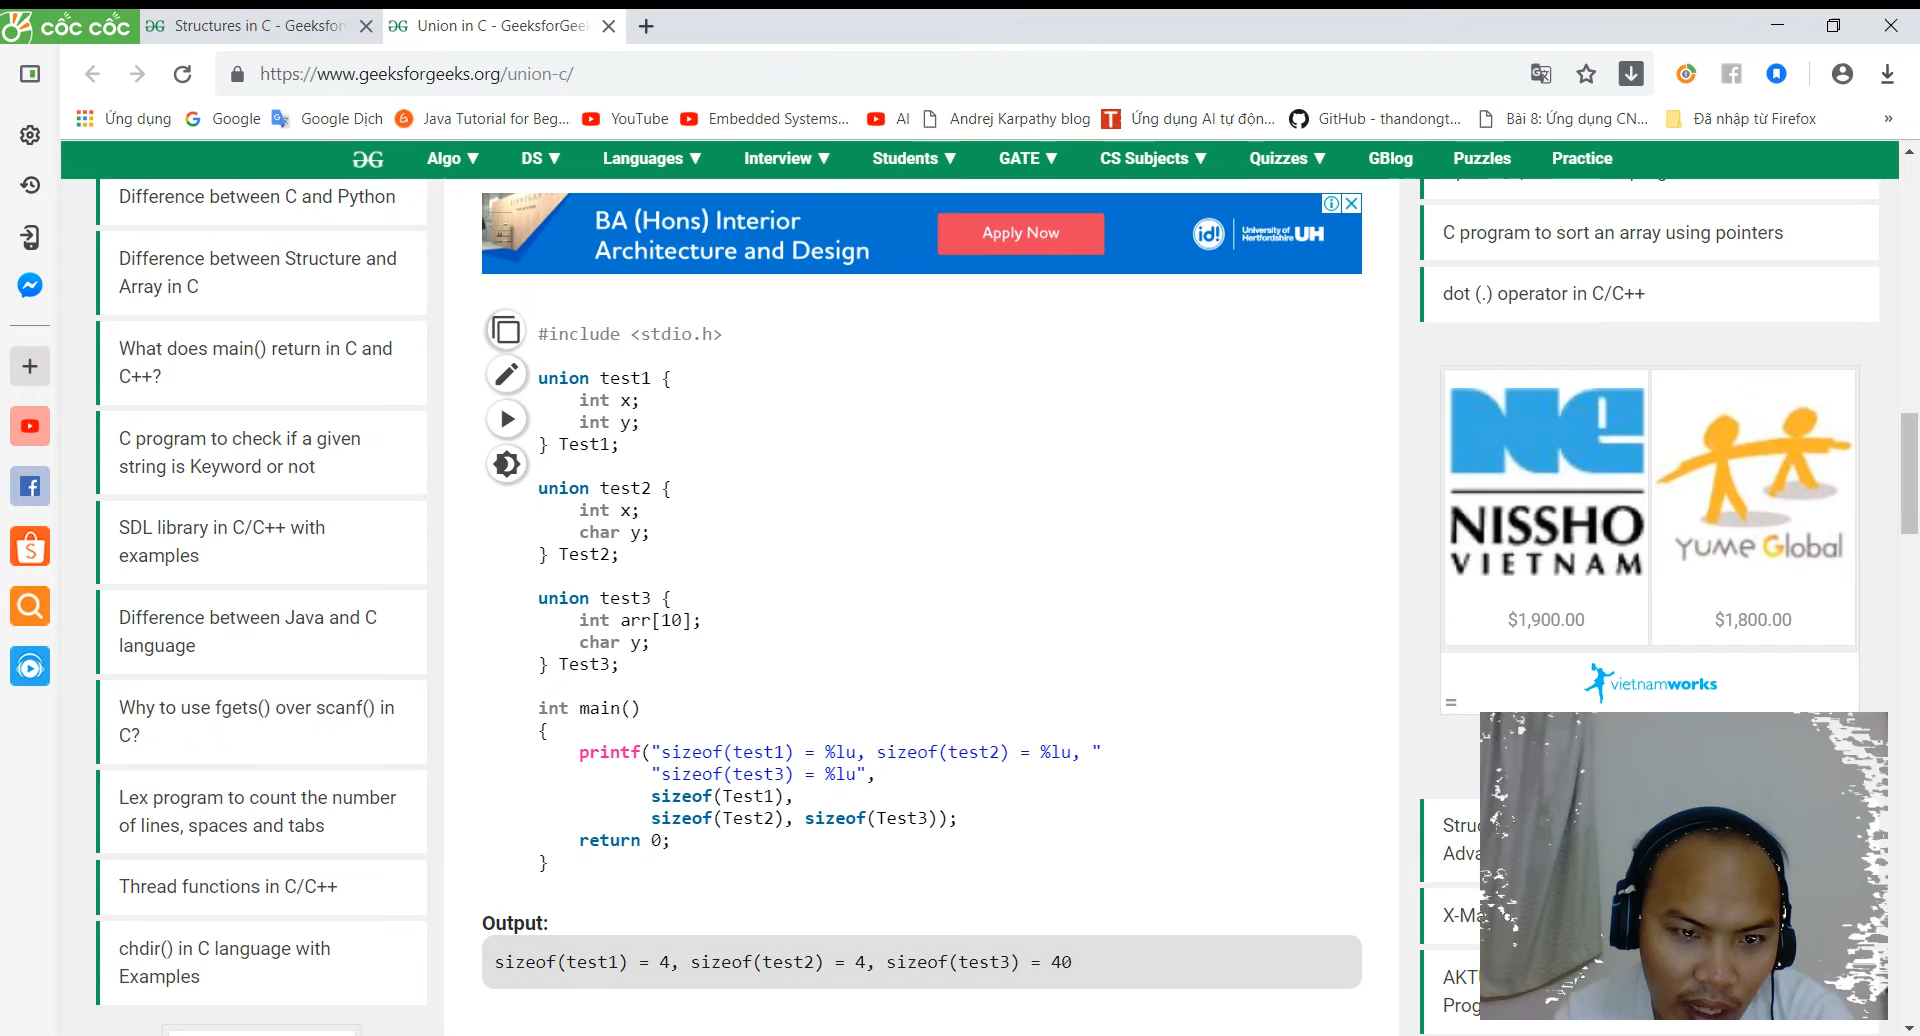 cốc cốc
Structures in C - Geeksfor
Union in C - GeeksforGee
https://www.geeksforgeeks.org/union-c/
Ứng dụng
Google
Google Dịch
Java Tutorial for Beg...
YouTube
Embedded Systems...
AI
Andrej Karpathy blog
Ứng dụng AI tự độn...
GitHub - thandongt...
Bài 8: Ứng dụng CN...
Đã nhập từ Firefox
»
Algo ▼
DS ▼
Languages ▼
Interview ▼
Students ▼
GATE ▼
CS Subjects ▼
Quizzes ▼
GBlog
Puzzles
Practice
Difference between C and Python
Difference between Structure and
Array in C
What does main() return in C and
C++?
C program to check if a given
string is Keyword or not
SDL library in C/C++ with
examples
Difference between Java and C
language
Why to use fgets() over scanf() in
C?
Lex program to count the number
of lines, spaces and tabs
Thread functions in C/C++
chdir() in C language with
Examples
BA (Hons) Interior
Architecture and Design
Apply Now
id!
University of
Hertfordshire UH
#include <stdio.h>
union test1 {
int x;
int y;
} Test1;
union test2 {
int x;
char y;
} Test2;
union test3 {
int arr[10];
char y;
} Test3;
int main()
{
printf("sizeof(test1) = %lu, sizeof(test2) = %lu, "
"sizeof(test3) = %lu",
sizeof(Test1),
sizeof(Test2), sizeof(Test3));
return 0;
}
Output:
sizeof(test1) = 4, sizeof(test2) = 4, sizeof(test3) = 40
C program to sort an array using pointers
dot (.) operator in C/C++
NISSHO
VIETNAM
$1,900.00
YUMe Global
$1,800.00
vietnamworks
Struc
Adva
X-Ma
AKT
Prog